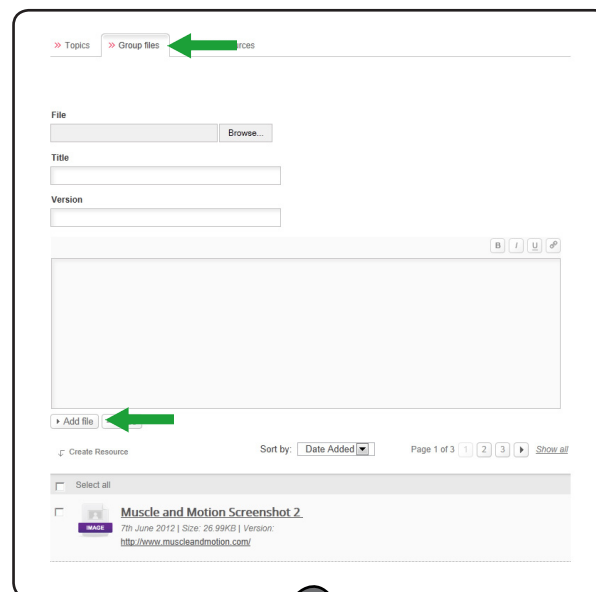 » Topics » Group files
File
Browse...
Title
Version
B I U
Add file
Create Resource Sort by: Date Added Page 1 of 3 1 2 3 Show all
Select all
IMAGE Muscle and Motion Screenshot 2
7th June 2012 | Size: 26.99KB | Version:
http://www.muscleandmotion.com/